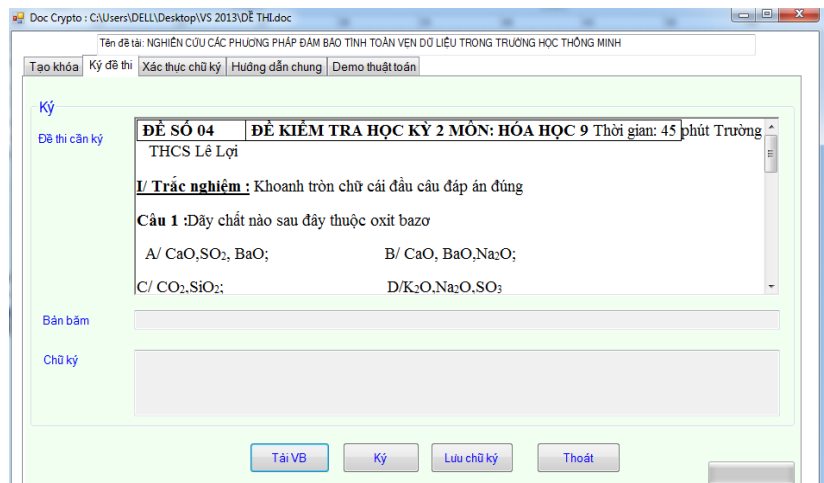 Doc Crypto : C:\Users\DELL\Desktop\VS 2013\DỀ THI.doc
Tên đề tài: NGHIÊN CỨU CÁC PHƯƠNG PHÁP ĐẢM BẢO TÍNH TOÀN VẸN DỮ LIỆU TRONG TRƯỜNG HỌC THÔNG MINH
Tạo khóa Ký đề thi Xác thực chữ ký Hướng dẫn chung Demo thuật toán
Ký
Đề thi cần ký
ĐỀ SỐ 04 ĐỀ KIỂM TRA HỌC KỲ 2 MÔN: HÓA HỌC 9 Thời gian: 45 phút Trường
THCS Lê Lợi
I/ Trắc nghiệm : Khoanh tròn chữ cái đầu câu đáp án đúng
Câu 1 :Dãy chất nào sau đây thuộc oxit bazơ
A/ CaO,SO₂, BaO; B/ CaO, BaO,Na₂O;
C/ CO₂,SiO₂; D/K₂O,Na₂O,SO₃
Bản băm
Chữ ký
Tải VB Ký Lưu chữ ký Thoát